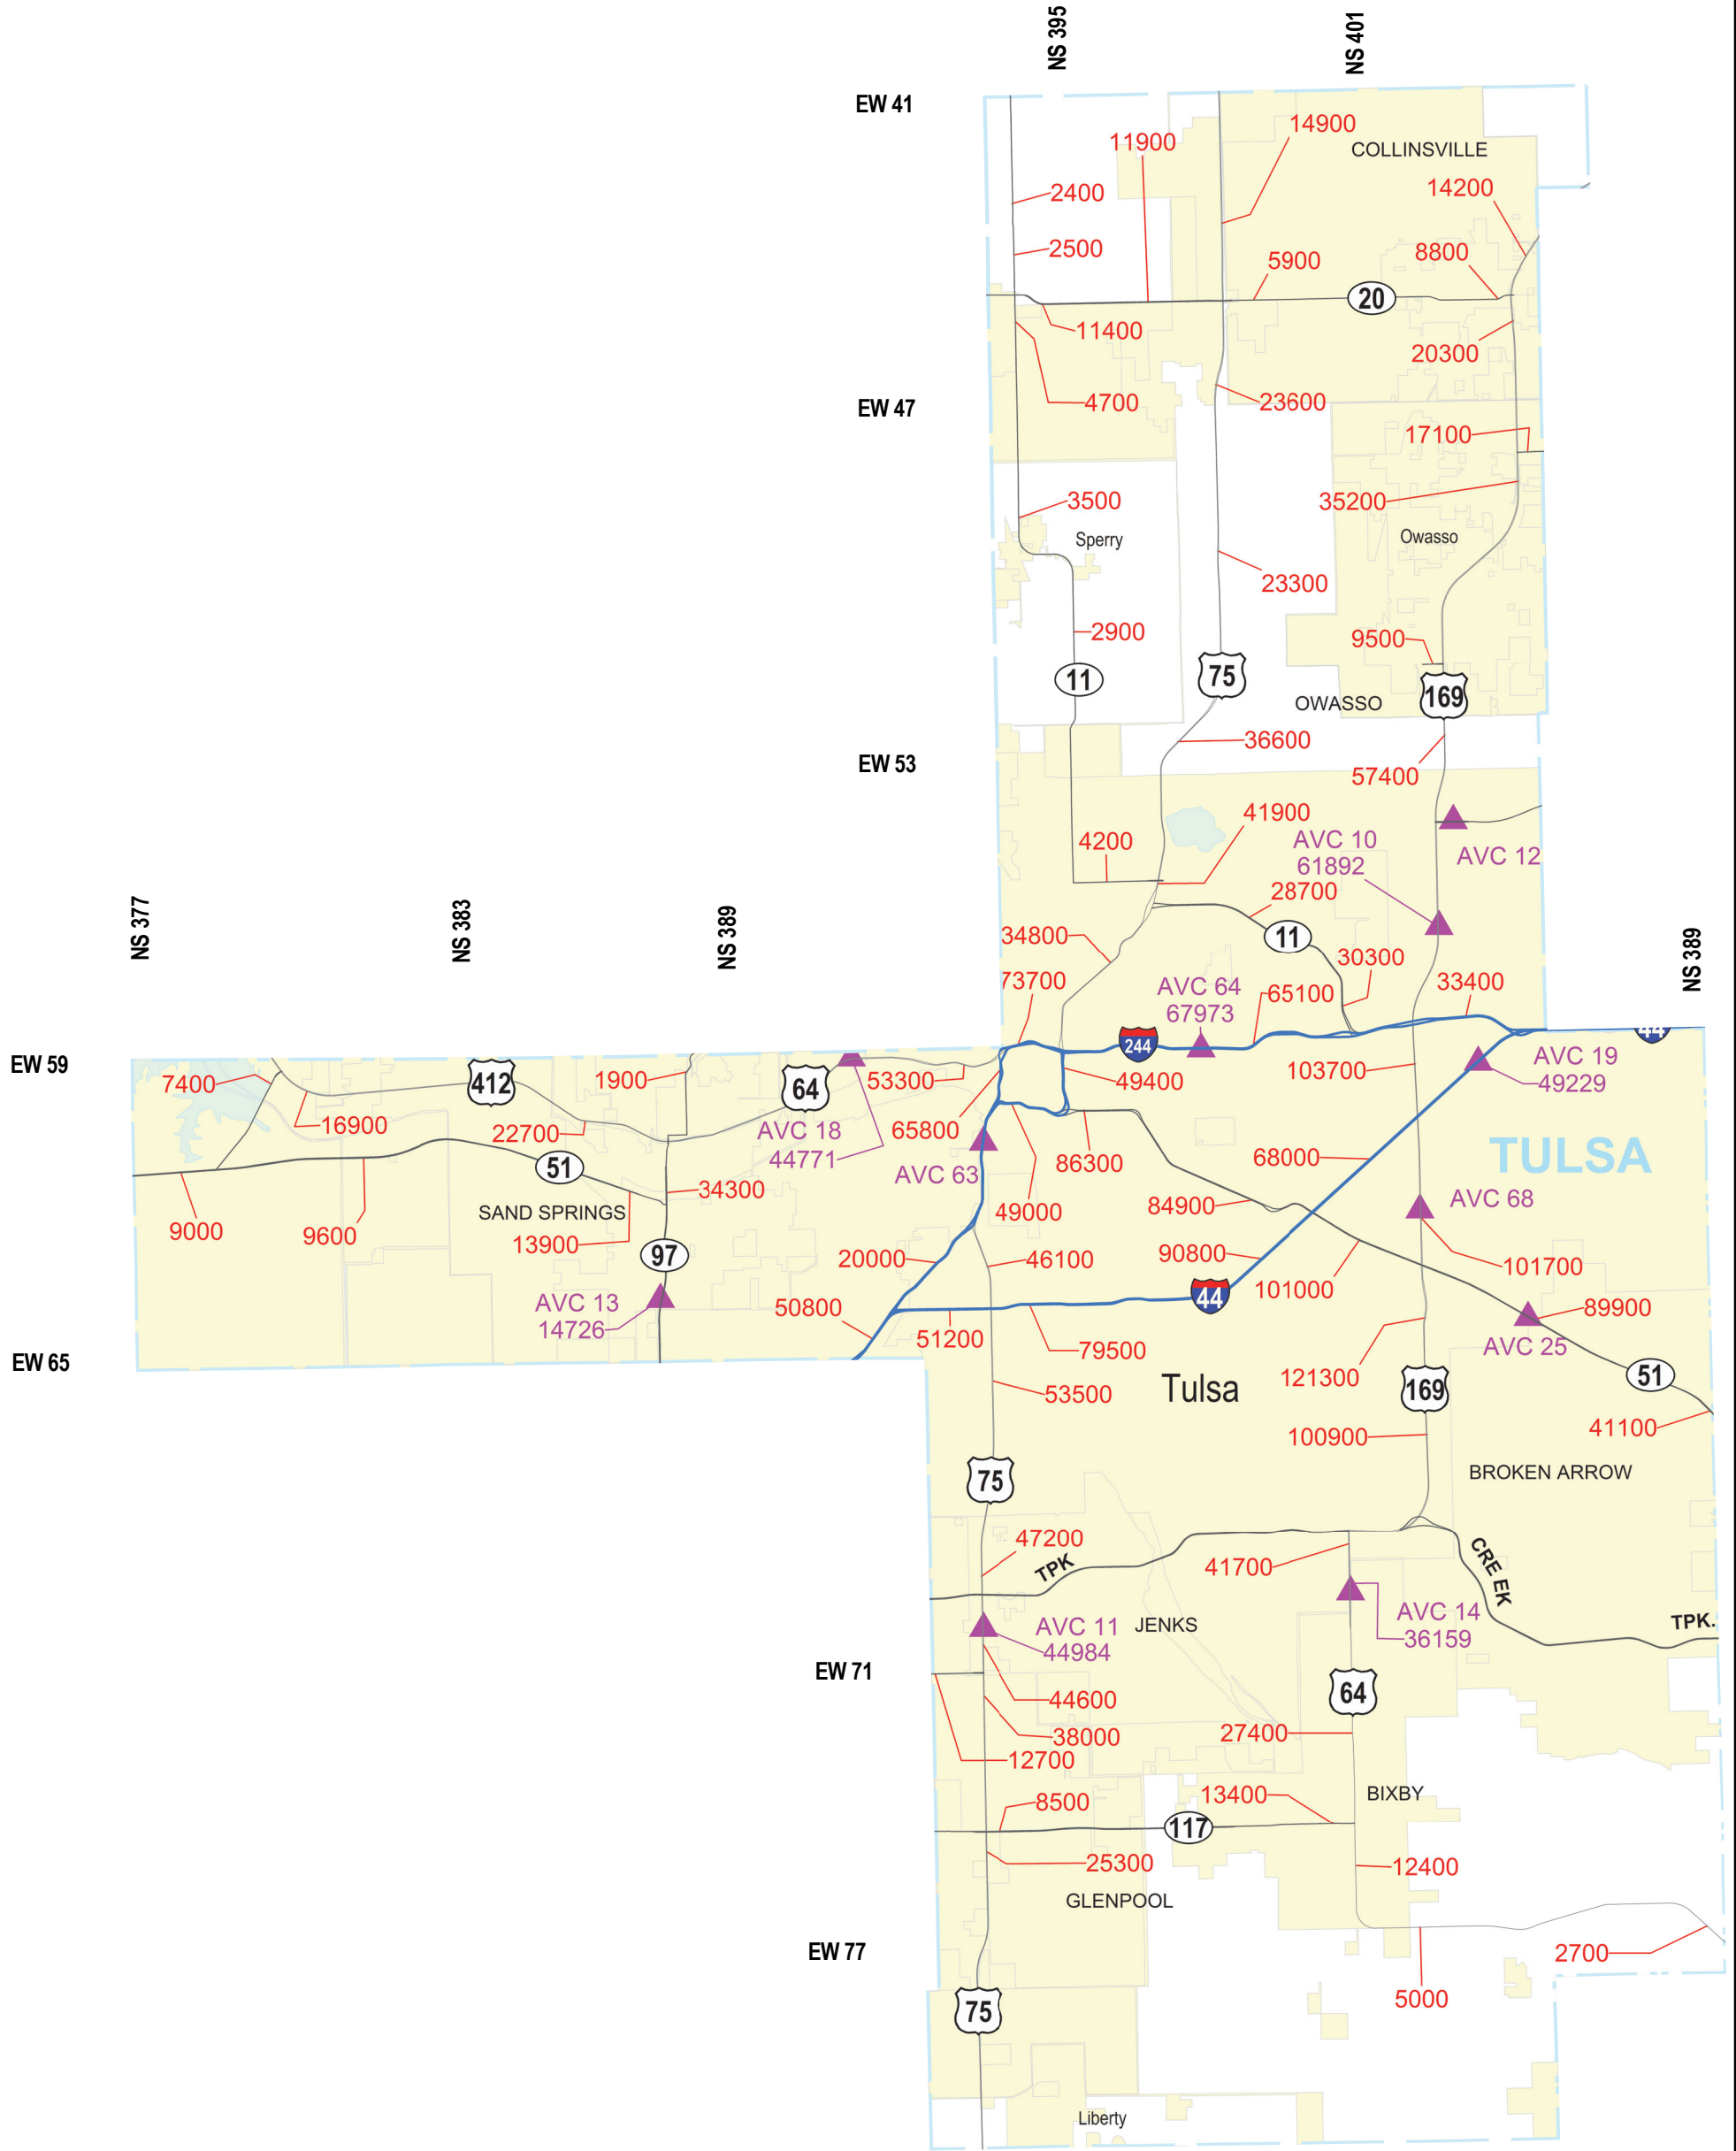 NS 395
NS 401
EW 41
14900
11900
COLLINSVILLE
2400
14200
2500
8800
5900
20
11400
20300
4700
23600
EW 47
17100
3500
35200
Sperry
Owasso
23300
2900
9500
11
75
169
OWASSO
36600
EW 53
57400
41900
4200
AVC 10
61892
AVC 12
28700
NS 377
NS 383
NS 389
34800
11
30300
NS 389
73700
AVC 64
67973
65100
33400
244
44
EW 59
7400
412
1900
64
53300
49400
103700
AVC 19
49229
16900
22700
AVC 18
44771
65800
TULSA
51
AVC 63
86300
68000
34300
AVC 68
SAND SPRINGS
49000
84900
9000
9600
13900
97
20000
46100
90800
101700
101000
AVC 13
14726
50800
44
89900
51200
79500
AVC 25
EW 65
121300
51
53500
Tulsa
169
41100
100900
75
BROKEN ARROW
47200
TPK
41700
CRE EK
AVC 11
44984
JENKS
AVC 14
36159
TPK.
EW 71
44600
64
38000
27400
12700
8500
13400
BIXBY
117
25300
12400
GLENPOOL
EW 77
2700
5000
75
Liberty